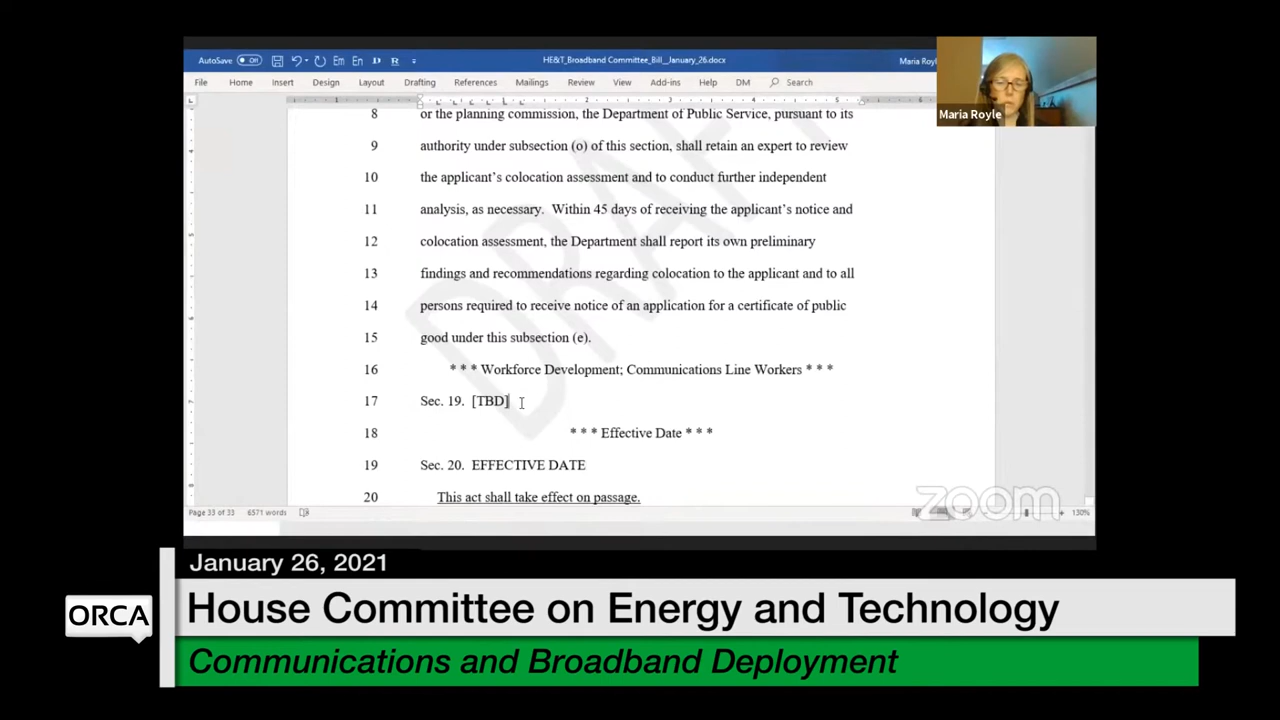 AutoSave Off Em En D R HE&T_Broadband Committee_Bill__January_26.docx Maria Royl
File Home Insert Design Layout Drafting References Mailings Review View Add-ins DM Search
Maria Royle
8 or the planning commission, the Department of Public Service, pursuant to its
9 authority under subsection (o) of this section, shall retain an expert to review
10 the applicant’s colocation assessment and to conduct further independent
11 analysis, as necessary. Within 45 days of receiving the applicant’s notice and
12 colocation assessment, the Department shall report its own preliminary
13 findings and recommendations regarding colocation to the applicant and to all
14 persons required to receive notice of an application for a certificate of public
15 good under this subsection (e).
16 * * * Workforce Development; Communications Line Workers * * *
17 Sec. 19. [TBD]
18 * * * Effective Date * * *
19 Sec. 20. EFFECTIVE DATE
20 This act shall take effect on passage.
DRAFT
zoom
Page 33 of 33 6571 words 130%
January 26, 2021
ORCA
House Committee on Energy and Technology
Communications and Broadband Deployment